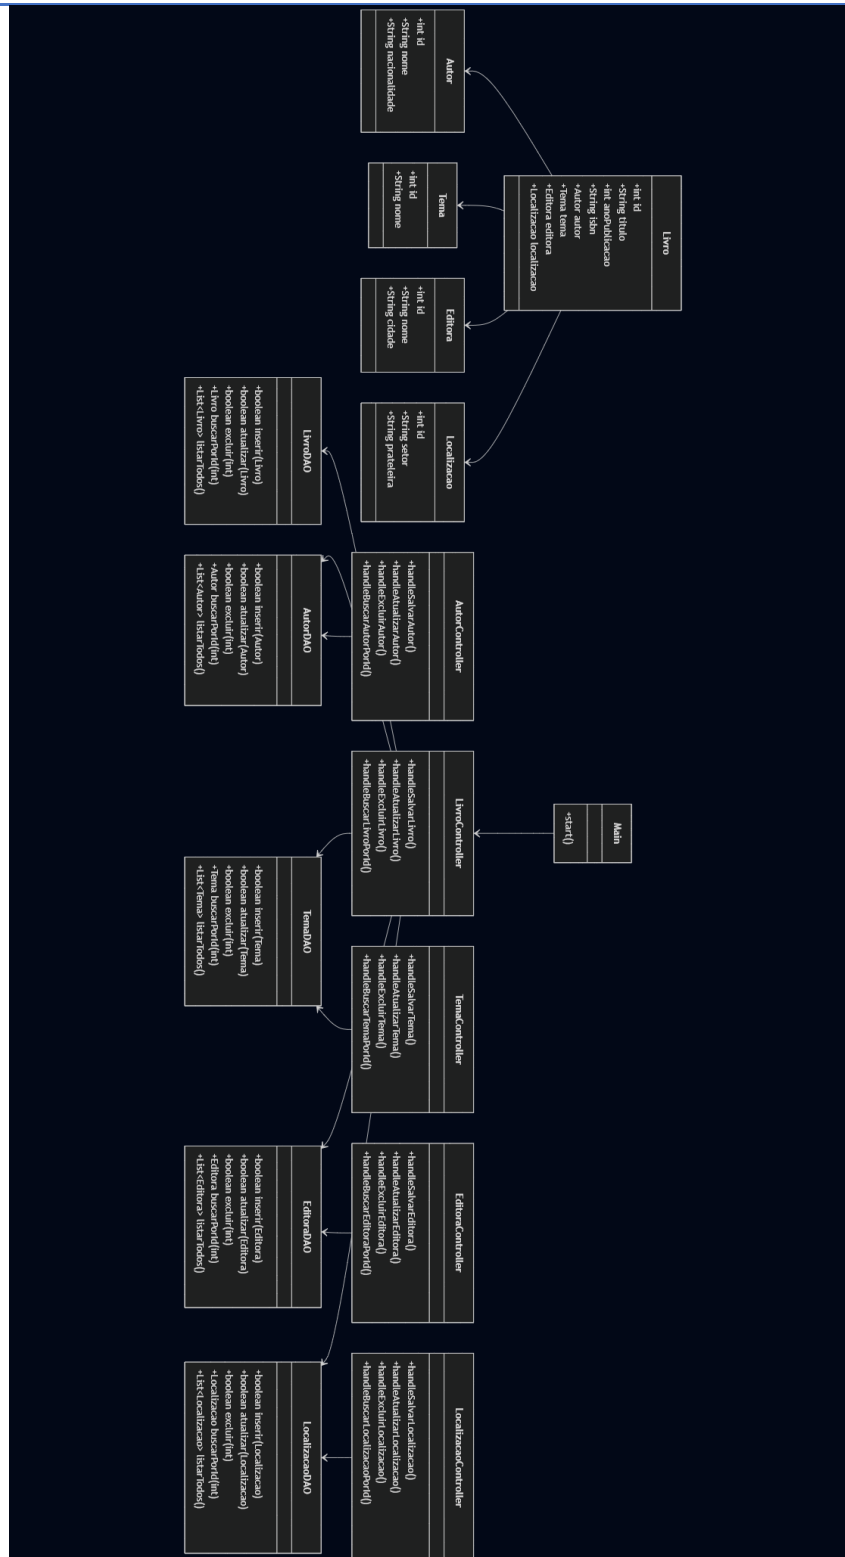 Livro
+int id
+String titulo
+int anoPublicacao
+String isbn
+Autor autor
+Tema tema
+Editora editora
+Localizacao localizacao
Autor
+int id
+String nome
+String nacionalidade
Tema
+int id
+String nome
Editora
+int id
+String nome
+String cidade
Localizacao
+int id
+String setor
+String prateleira
Main
+start()
AutorController
+handleSalvarAutor()
+handleAtualizarAutor()
+handleExcluirAutor()
+handleBuscarAutorPorId()
LivroController
+handleSalvarLivro()
+handleAtualizarLivro()
+handleExcluirLivro()
+handleBuscarLivroPorId()
TemaController
+handleSalvarTema()
+handleAtualizarTema()
+handleExcluirTema()
+handleBuscarTemaPorId()
EditoraController
+handleSalvarEditora()
+handleAtualizarEditora()
+handleExcluirEditora()
+handleBuscarEditoraPorId()
LocalizacaoController
+handleSalvarLocalizacao()
+handleAtualizarLocalizacao()
+handleExcluirLocalizacao()
+handleBuscarLocalizacaoPorId()
LivroDAO
+boolean inserir(Livro)
+boolean atualizar(Livro)
+boolean excluir(int)
+Livro buscarPorId(int)
+List<Livro> listarTodos()
AutorDAO
+boolean inserir(Autor)
+boolean atualizar(Autor)
+boolean excluir(int)
+Autor buscarPorId(int)
+List<Autor> listarTodos()
TemaDAO
+boolean inserir(Tema)
+boolean atualizar(Tema)
+boolean excluir(int)
+Tema buscarPorId(int)
+List<Tema> listarTodos()
EditoraDAO
+boolean inserir(Editora)
+boolean atualizar(Editora)
+boolean excluir(int)
+Editora buscarPorId(int)
+List<Editora> listarTodos()
LocalizacaoDAO
+boolean inserir(Localizacao)
+boolean atualizar(Localizacao)
+boolean excluir(int)
+Localizacao buscarPorId(int)
+List<Localizacao> listarTodos()